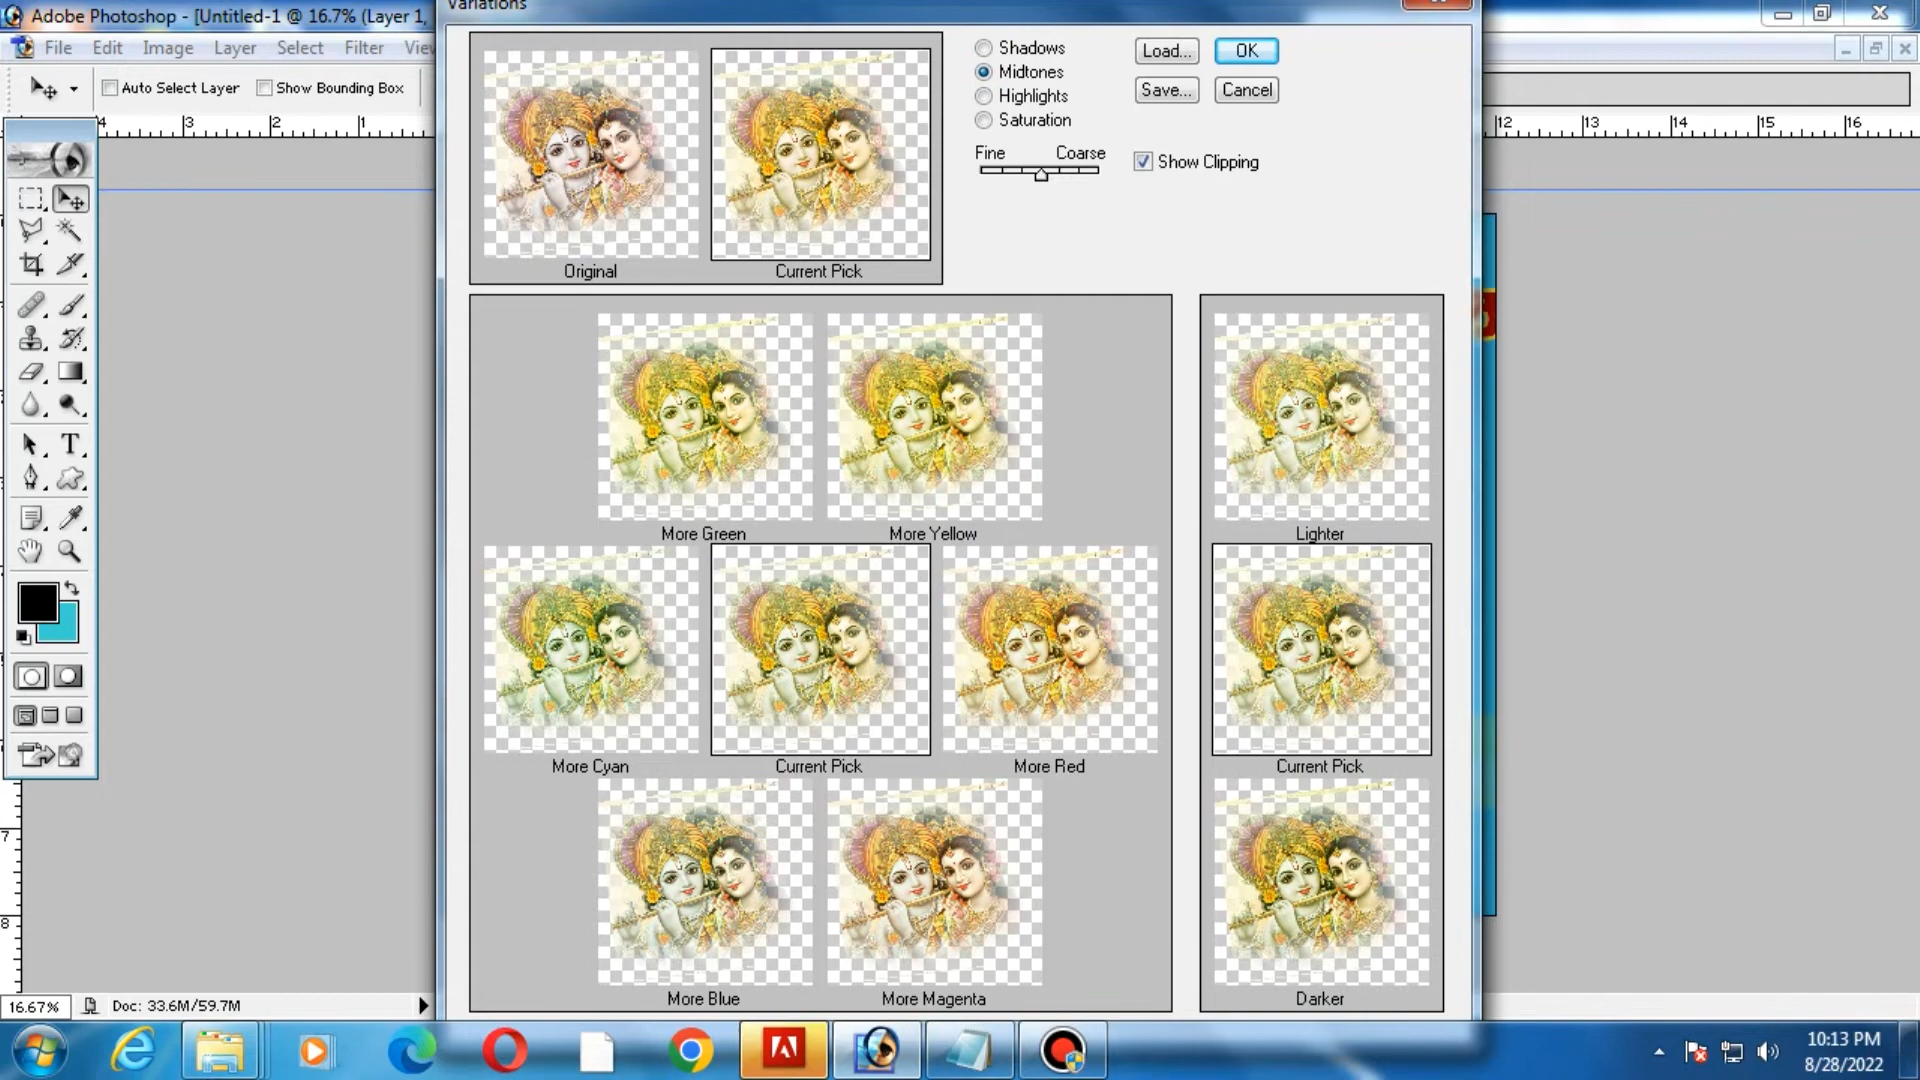 Adobe Photoshop - [Untitled-1 @ 16.7% (Layer 1,
Variations
File Edit Image Layer Select Filter View
Auto Select Layer Show Bounding Box
4 3 2 1
12 13 14 15 16
Shadows
Midtones
Highlights
Saturation
Load... OK
Save... Cancel
Fine Coarse
Show Clipping
Original Current Pick
More Green More Yellow Lighter
More Cyan Current Pick More Red Current Pick
More Blue More Magenta Darker
T
7
8
16.67% Doc: 33.6M/59.7M
10:13 PM
8/28/2022